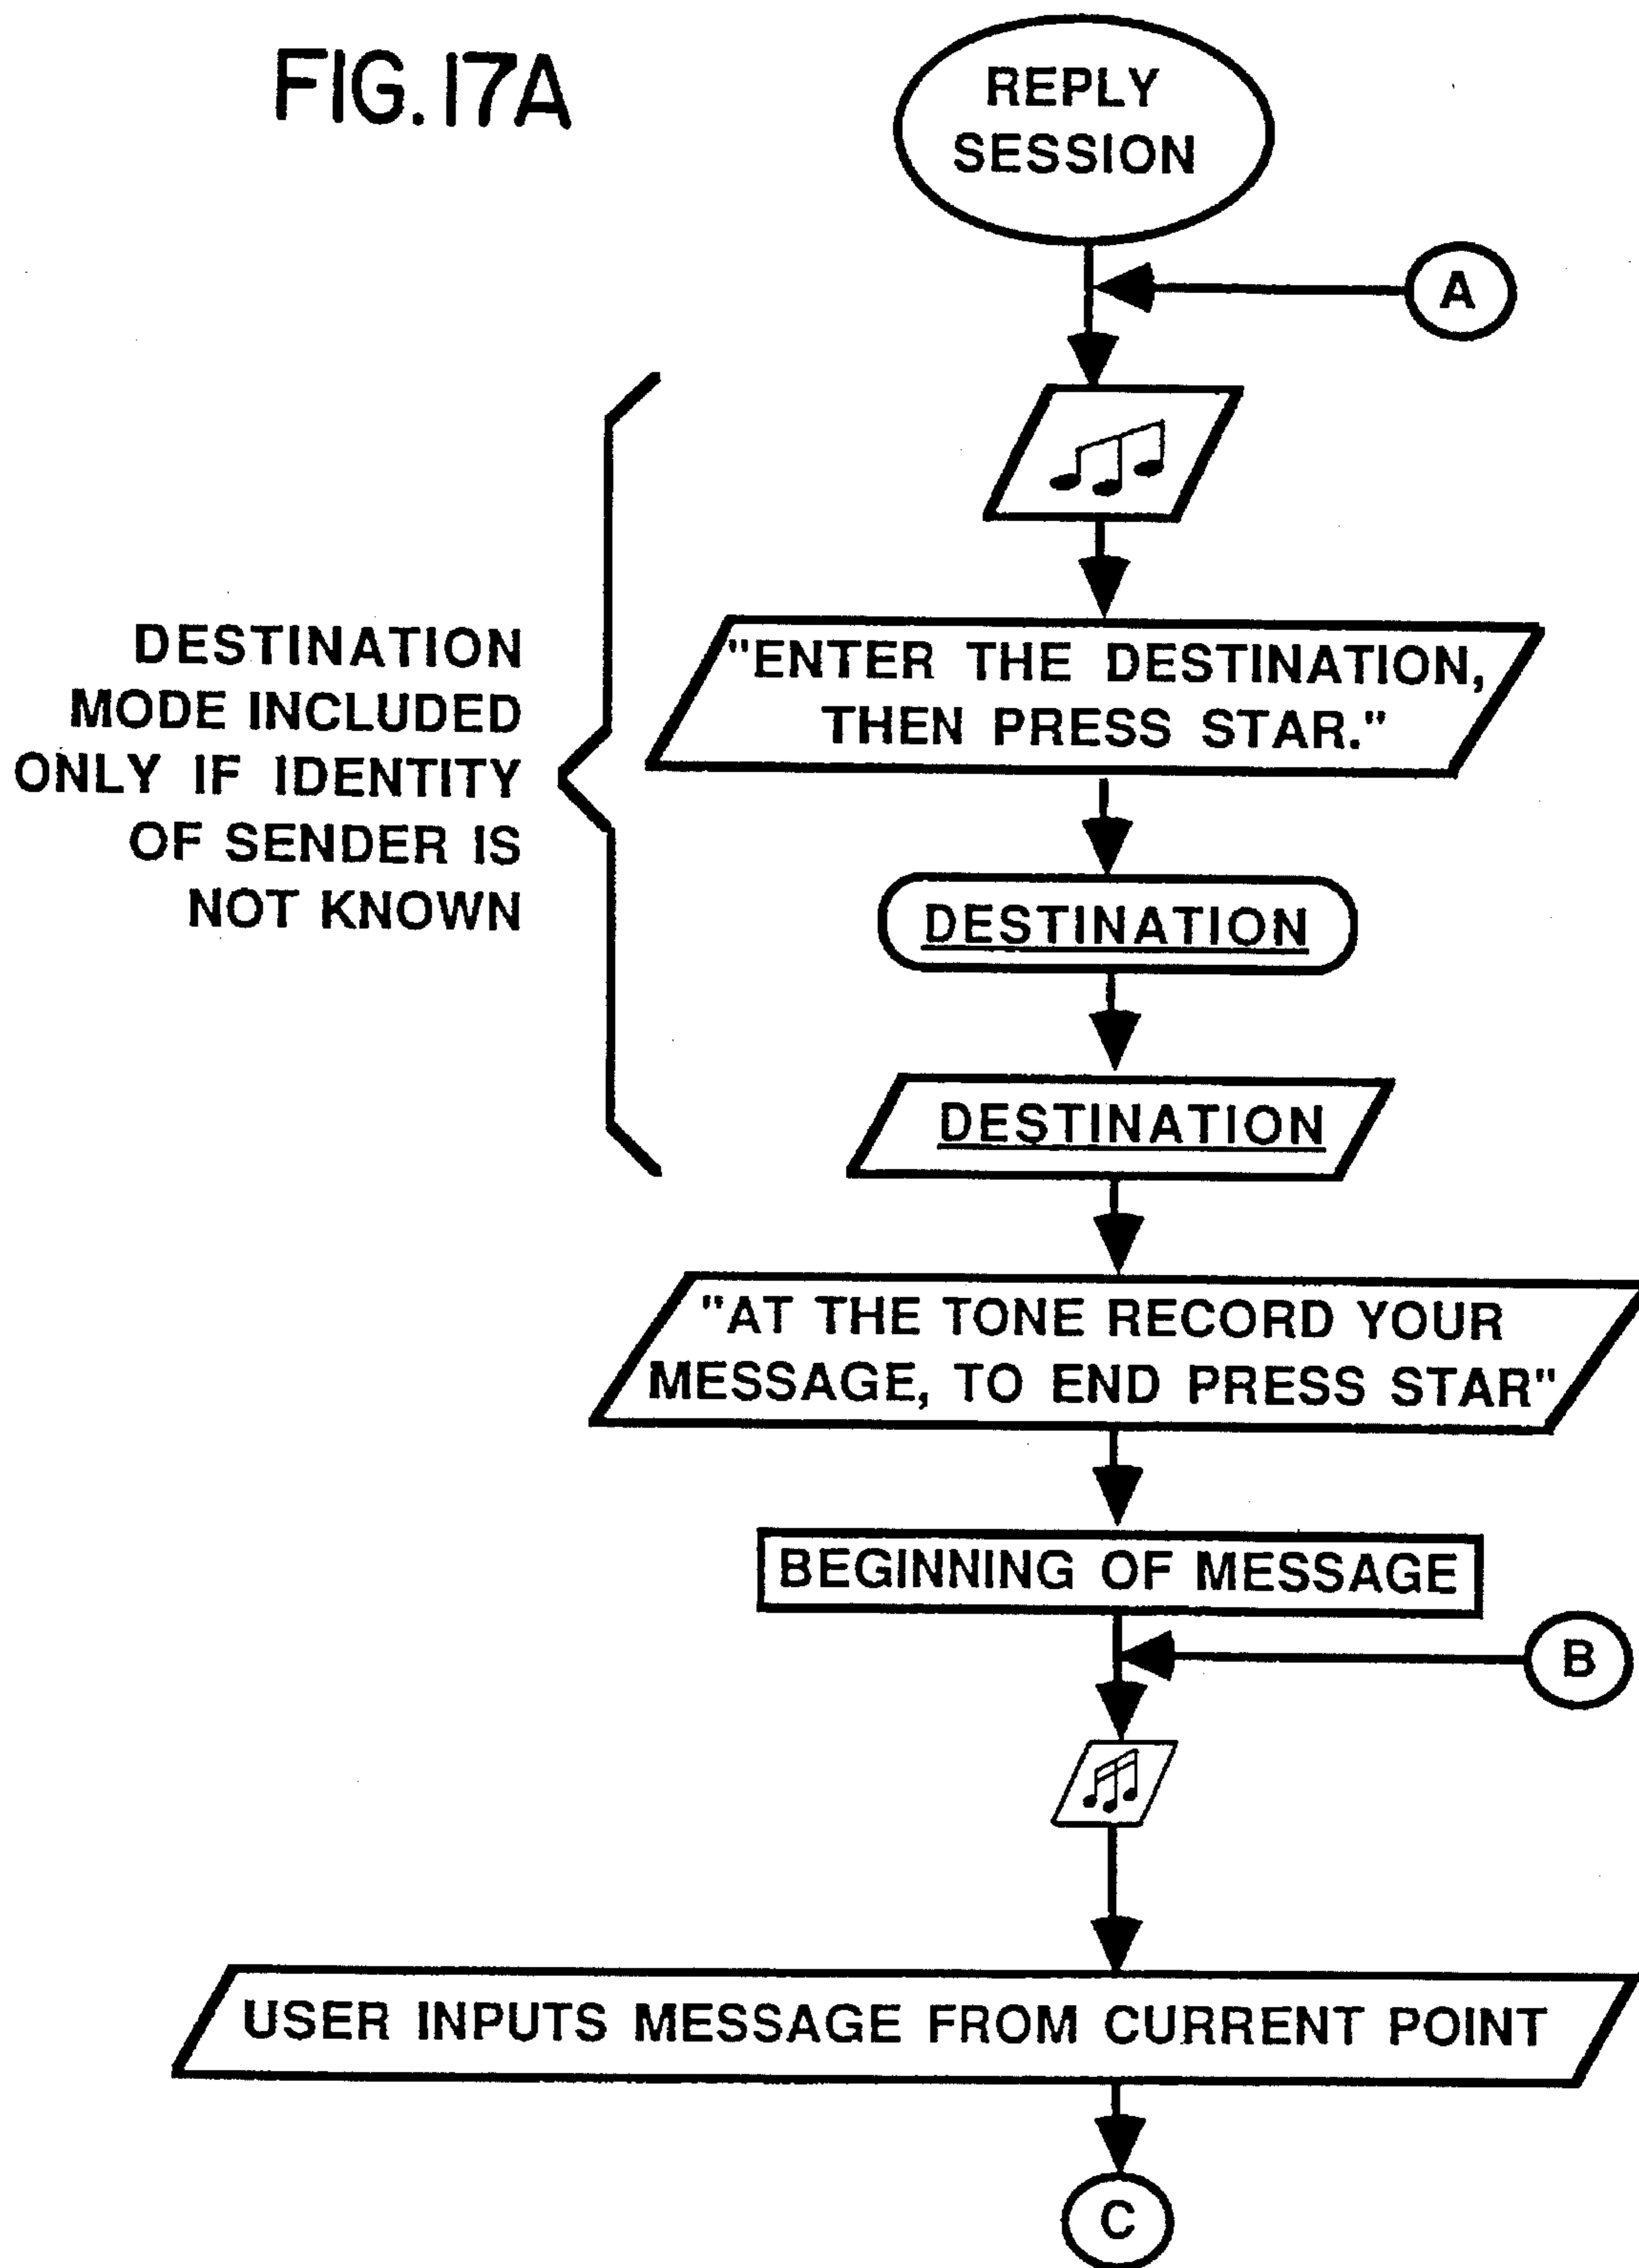 FIG. 17A
REPLY
SESSION
A
DESTINATION
MODE INCLUDED
ONLY IF IDENTITY
OF SENDER IS
NOT KNOWN
"ENTER THE DESTINATION,
THEN PRESS STAR."
DESTINATION
DESTINATION
"AT THE TONE RECORD YOUR
MESSAGE, TO END PRESS STAR"
BEGINNING OF MESSAGE
B
USER INPUTS MESSAGE FROM CURRENT POINT
C